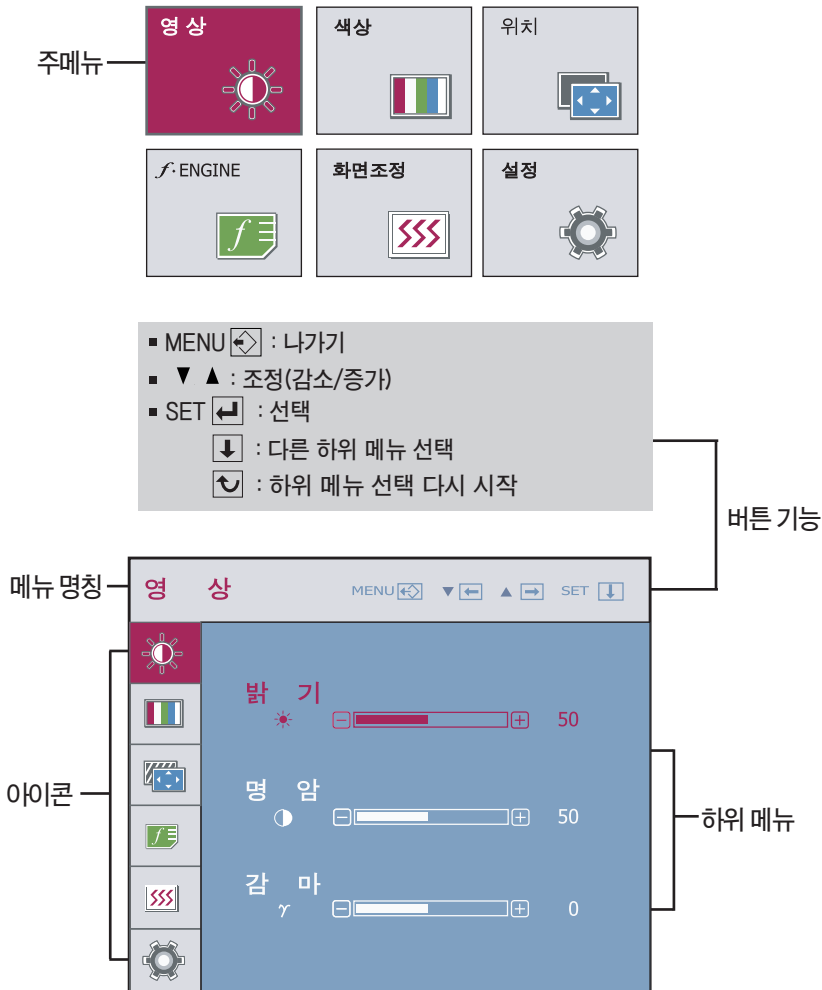 영 상
색상
위치
주메뉴
f·ENGINE
화면조정
설정
f
MENU : 나가기
▼ ▲ : 조정(감소/증가)
SET : 선택
: 다른 하위 메뉴 선택
: 하위 메뉴 선택 다시 시작
버튼 기능
메뉴 명칭
영 상
MENU ▼ ▲ SET
밝 기
50
아이콘
명 암
50
하위 메뉴
f
감 마
γ 0